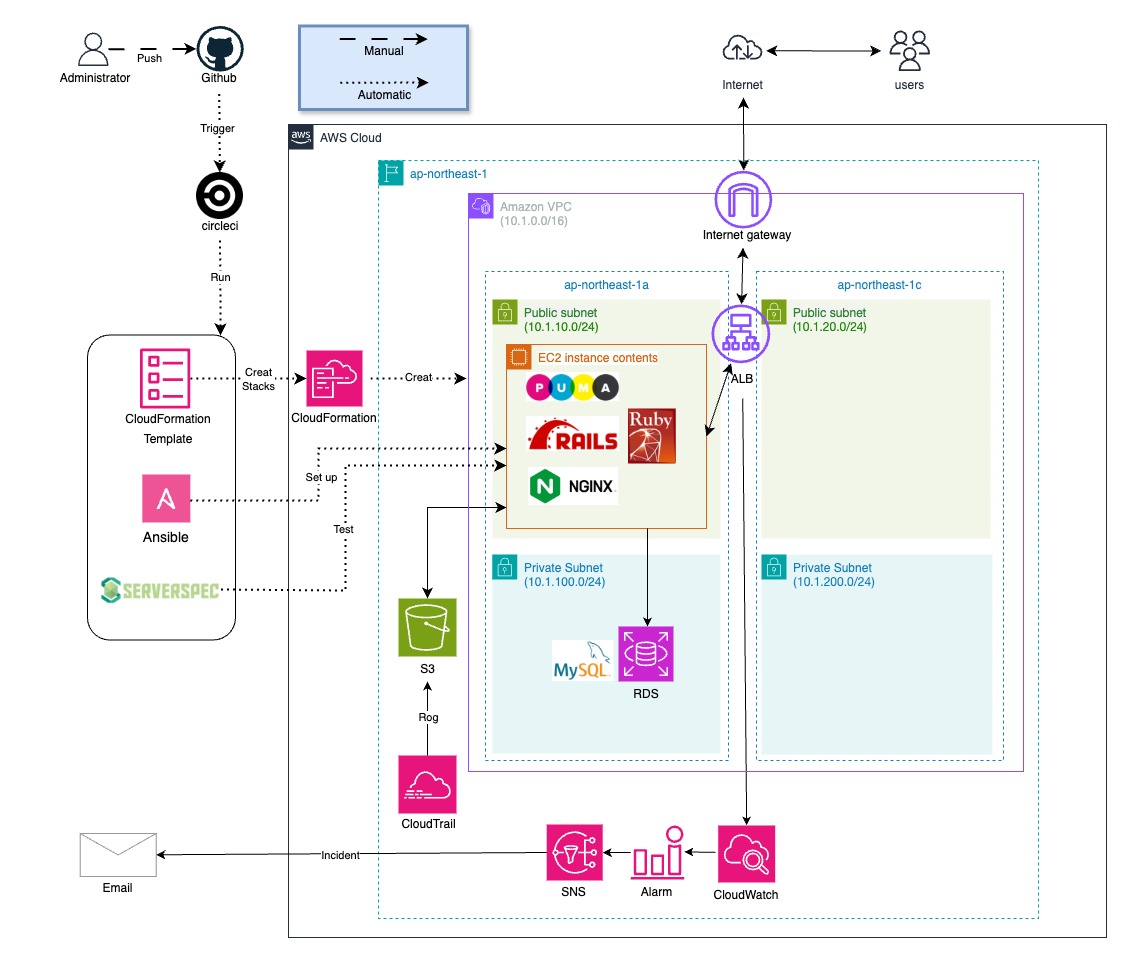 Administrator
Push
Github
Manual
Automatic
Internet
users
Trigger
aws
AWS Cloud
ap-northeast-1
circleci
Amazon VPC
(10.1.0.0/16)
Internet gateway
Run
ap-northeast-1a
ap-northeast-1c
Public subnet
(10.1.10.0/24)
Public subnet
(10.1.20.0/24)
EC2 instance contents
PUMA
RAILS
Ruby
NGINX
ALB
CloudFormation
Template
Creat
Stacks
CloudFormation
Creat
Set up
Ansible
Test
SERVERSPEC
Private Subnet
(10.1.100.0/24)
Private Subnet
(10.1.200.0/24)
MySQL
RDS
S3
Rog
CloudTrail
Email
Incident
SNS
Alarm
CloudWatch